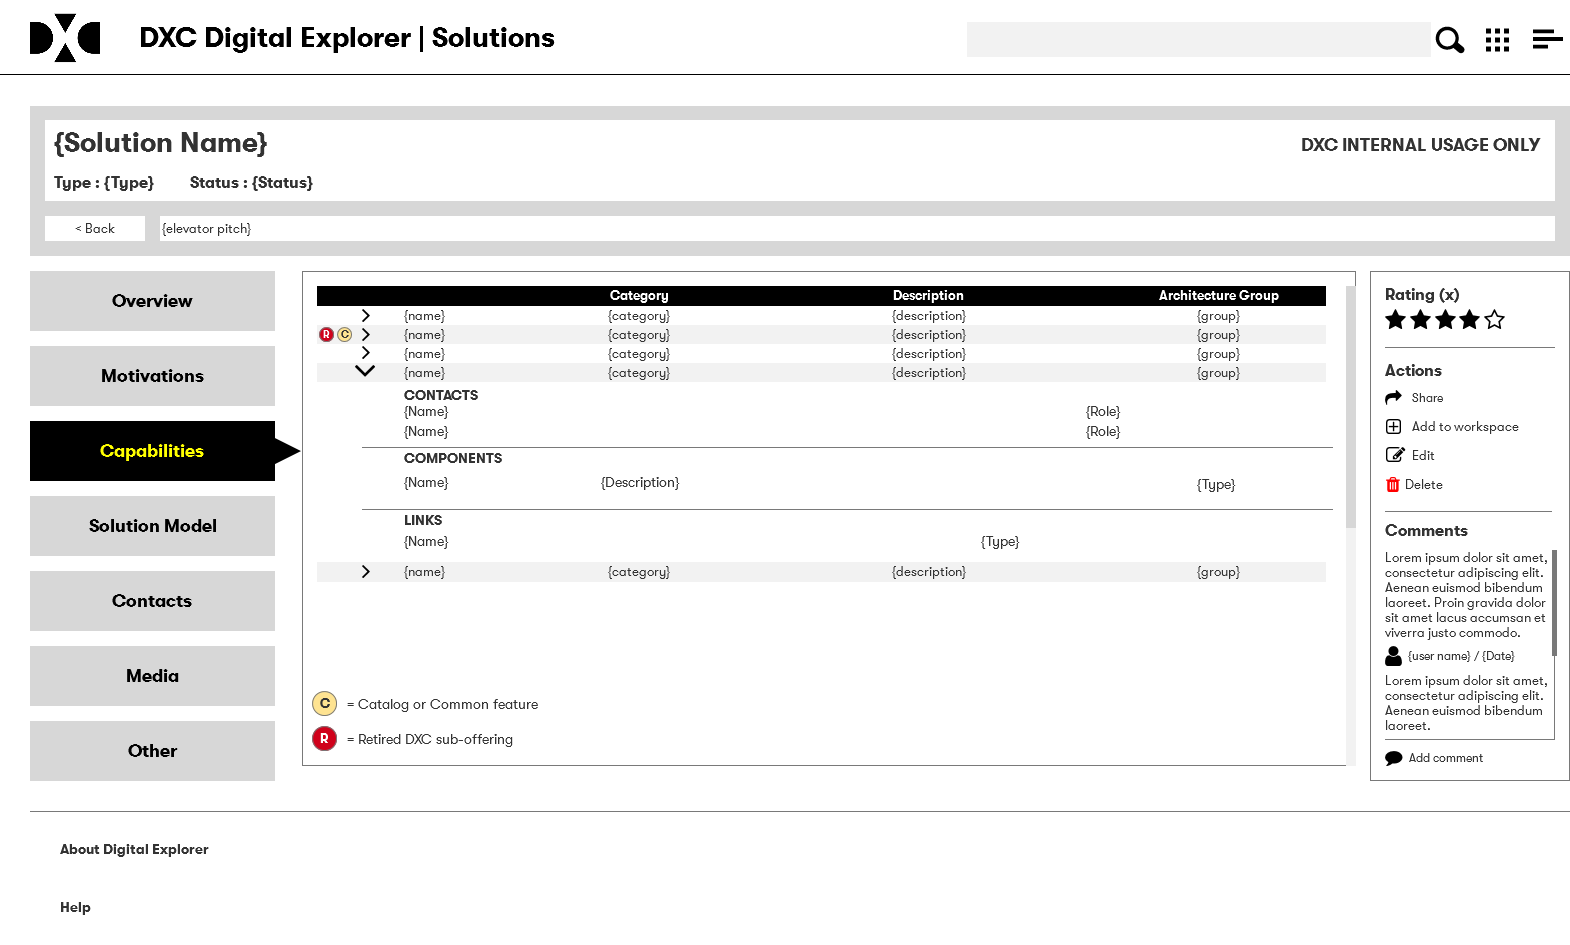 DXC
DXC Digital Explorer | Solutions
{Solution Name}
DXC INTERNAL USAGE ONLY
Type : {Type} Status : {Status}
< Back
{elevator pitch}
Overview
Motivations
Capabilities
Solution Model
Contacts
Media
Other
Category Description Architecture Group
{name} {category} {description} {group}
R C {name} {category} {description} {group}
{name} {category} {description} {group}
{name} {category} {description} {group}
CONTACTS
{Name} {Role}
{Name} {Role}
COMPONENTS
{Name} {Description} {Type}
LINKS
{Name} {Type}
{name} {category} {description} {group}
C = Catalog or Common feature
R = Retired DXC sub-offering
Rating (x)
Actions
Share
Add to workspace
Edit
Delete
Comments
Lorem ipsum dolor sit amet,
consectetur adipiscing elit.
Aenean euismod bibendum
laoreet. Proin gravida dolor
sit amet lacus accumsan et
viverra justo commodo.
{user name} / {Date}
Lorem ipsum dolor sit amet,
consectetur adipiscing elit.
Aenean euismod bibendum
laoreet.
Add comment
About Digital Explorer
Help